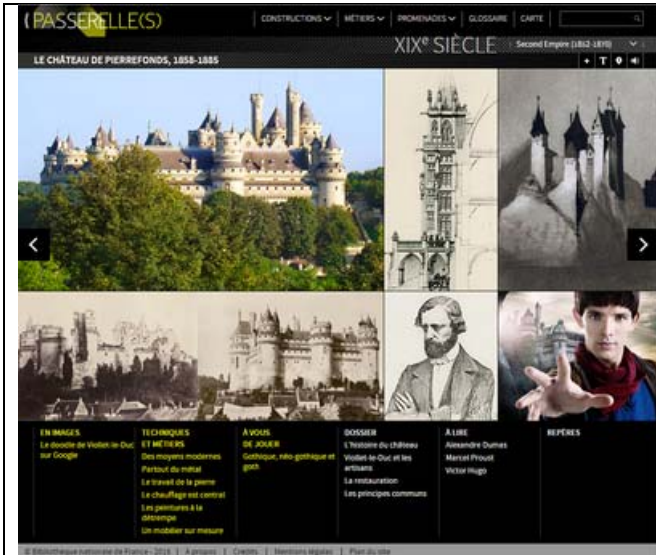 (PASSERELLE(S)
CONSTRUCTIONS
MÉTIERS
PROMENADES
GLOSSAIRE
CARTE
XIXe SIÈCLE
Second Empire (1852-1870)
LE CHÂTEAU DE PIERREFONDS, 1858-1885
+ T
EN IMAGES
Le doodle de Viollet-le-Duc
sur Google
TECHNIQUES
ET MÉTIERS
Des moyens modernes
Partout du métal
Le travail de la pierre
Le chauffage est central
Les peintures à la
détrempe
Un mobilier sur mesure
À VOUS
DE JOUER
Gothique, néo-gothique et
goth
DOSSIER
L'histoire du château
Viollet-le-Duc et les
artisans
La restauration
Les principes communs
À LIRE
Alexandre Dumas
Marcel Proust
Victor Hugo
REPÈRES
© Bibliothèque nationale de France - 2016 | À propos | Crédits | Mentions légales | Plan du site